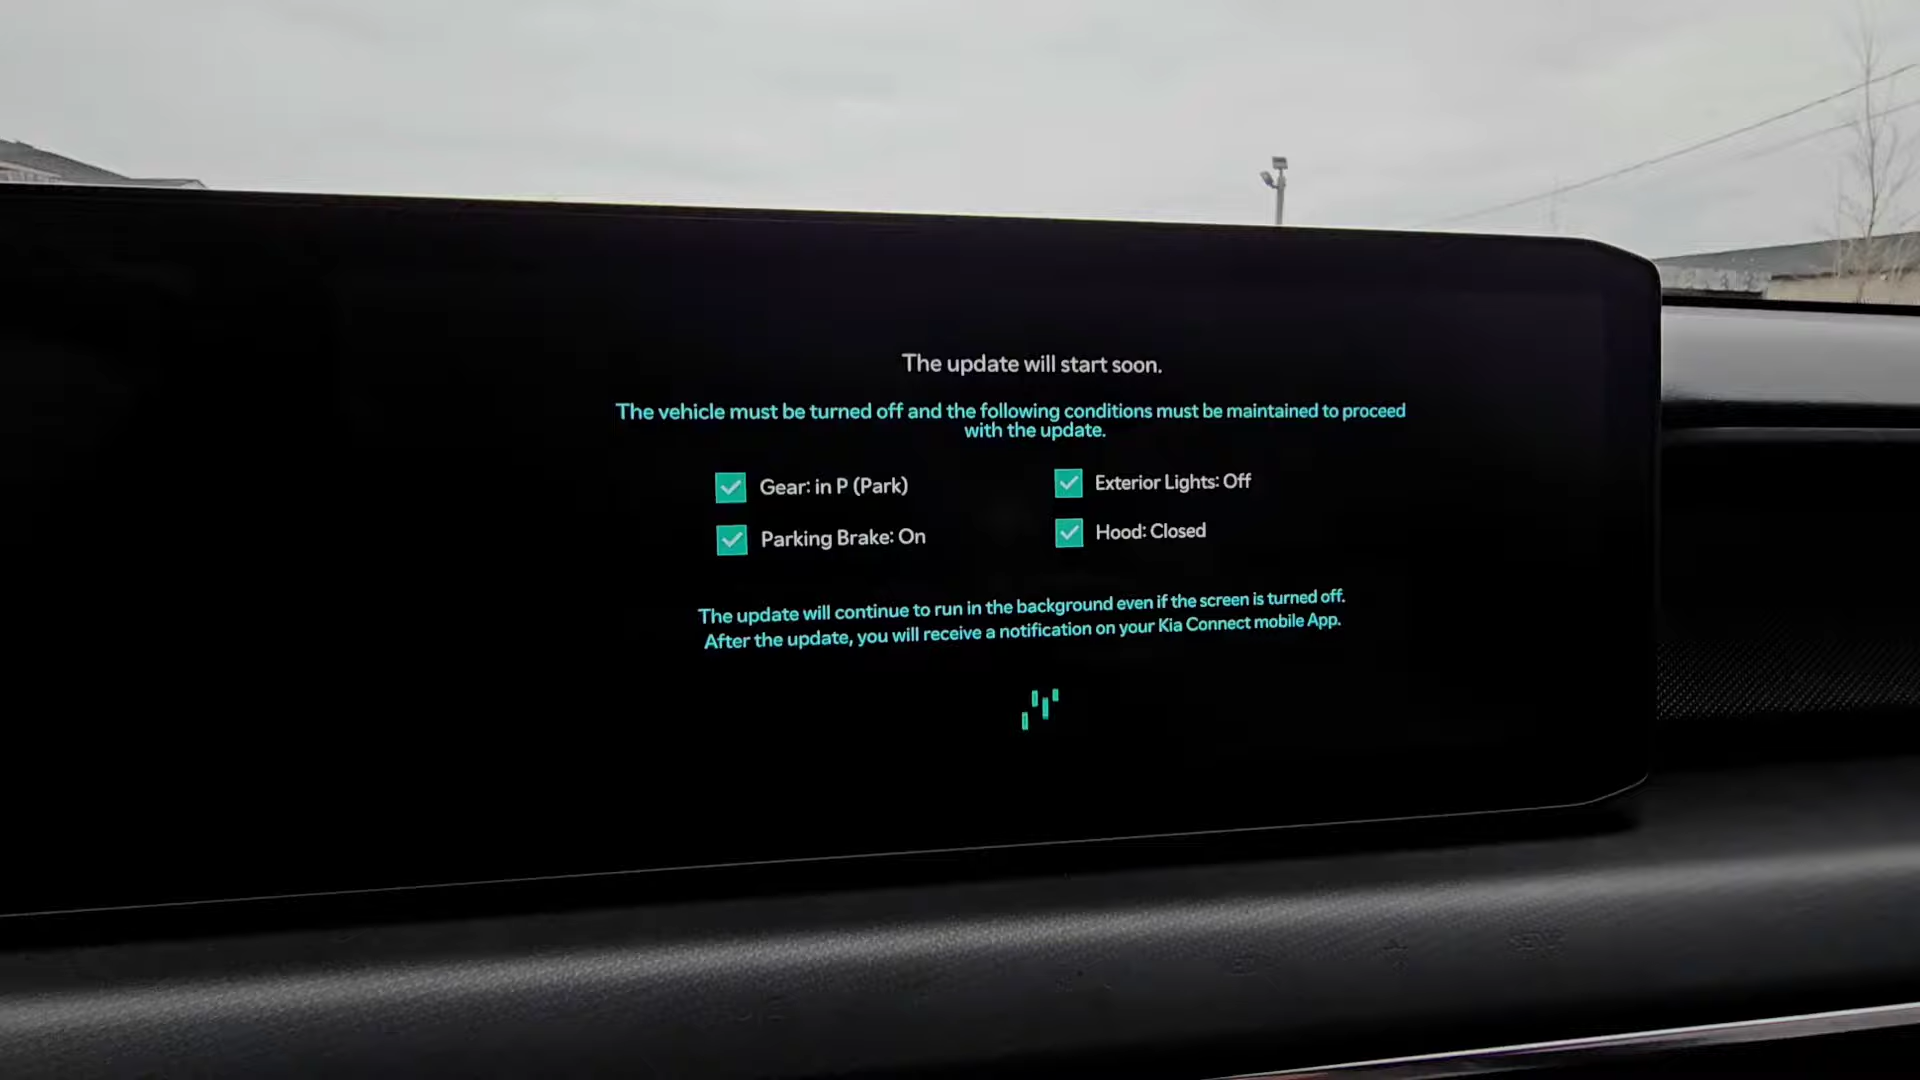 The update will start soon.
The vehicle must be turned off and the following conditions must be maintained to proceed
with the update.
Gear: in P (Park)
Exterior Lights: Off
Parking Brake: On
Hood: Closed
The update will continue to run in the background even if the screen is turned off.
After the update, you will receive a notification on your Kia Connect mobile App.